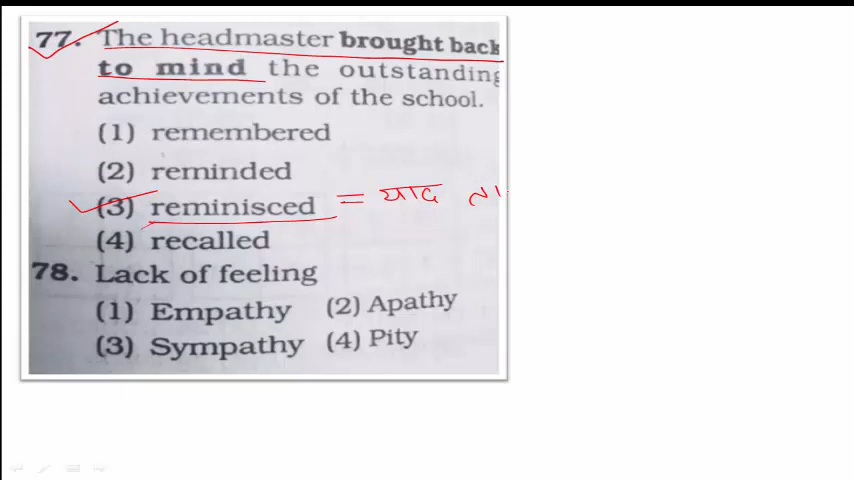 77. The headmaster brought back
to mind the outstanding
achievements of the school.
(1) remembered
(2) reminded
(3) reminisced = याद
(4) recalled
78. Lack of feeling
(1) Empathy (2) Apathy
(3) Sympathy (4) Pity